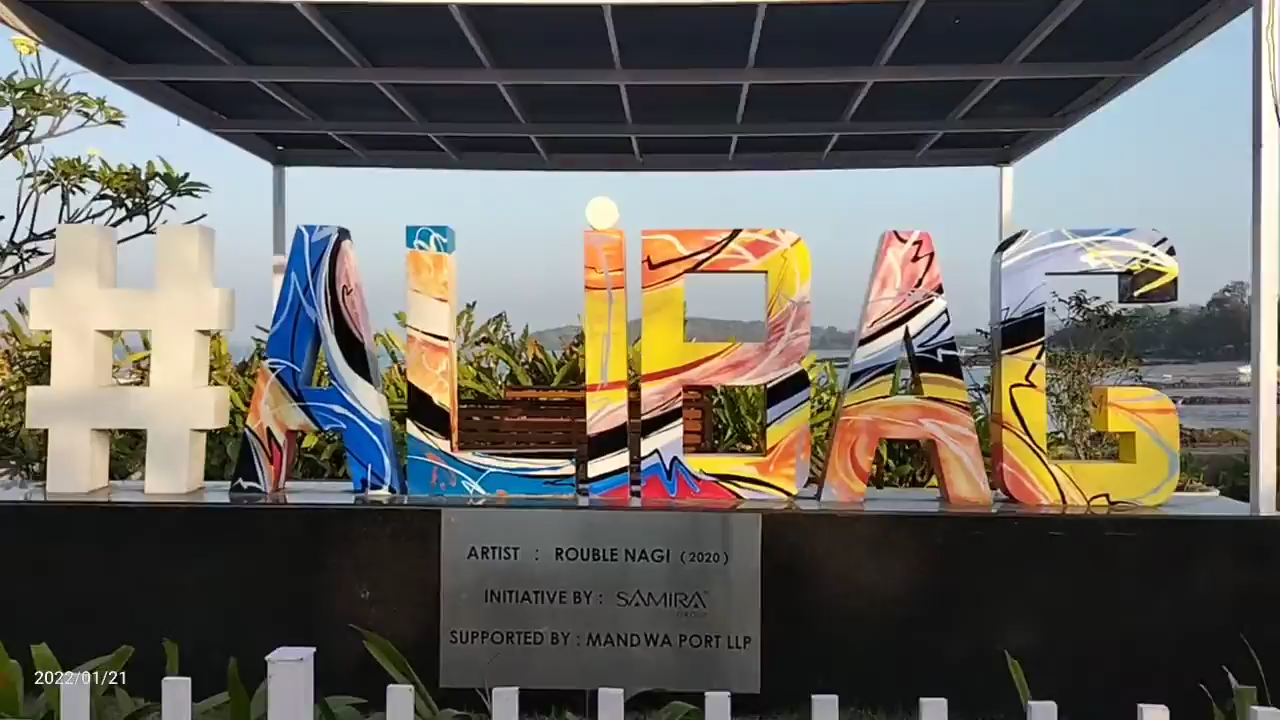 #ALiBAG
ARTIST : ROUBLE NAGI (2020)
INITIATIVE BY : SAMIRA
SUPPORTED BY : MANDWA PORT LLP
2022/01/21